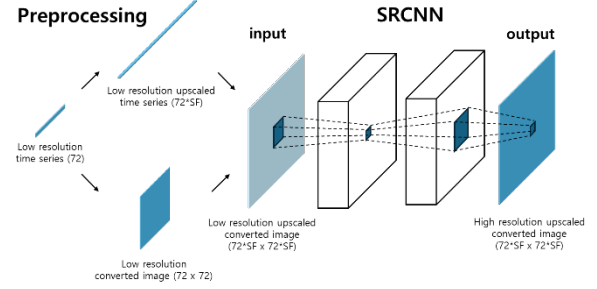 Preprocessing
SRCNN
input
output
Low resolution upscaled
time series (72*SF)
Low resolution
time series (72)
Low resolution upscaled
converted image
(72*SF x 72*SF)
High resolution upscaled
converted image
(72*SF x 72*SF)
Low resolution
converted image (72 x 72)